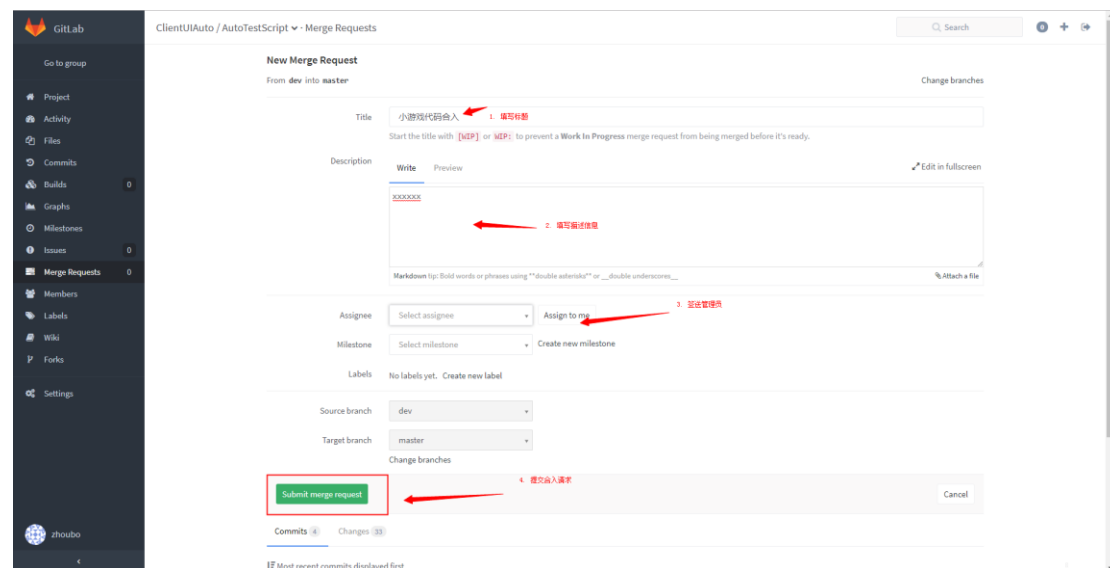 GitLab
ClientUIAuto / AutoTestScript - Merge Requests
Search
0
Go to group
Project
Activity
Files
Commits
Builds 0
Graphs
Milestones
Issues 0
Merge Requests 0
Members
Labels
Wiki
Forks
Settings
zhoubo
New Merge Request
From dev into master
Change branches
Title
小游戏代码合入
1. 填写标题
Start the title with [WIP] or WIP: to prevent a Work In Progress merge request from being merged before it's ready.
Description
Write Preview
Edit in fullscreen
xxxxxx
2. 填写描述信息
Markdown tip: Bold words or phrases using **double asterisks** or __double underscores__
Attach a file
3. 签送管理员
Assignee
Select assignee
Assign to me
Milestone
Select milestone
Create new milestone
Labels
No labels yet. Create new label
Source branch
dev
Target branch
master
Change branches
4. 提交合入请求
Submit merge request
Cancel
Commits 4 Changes 33
Most recent commits displayed first